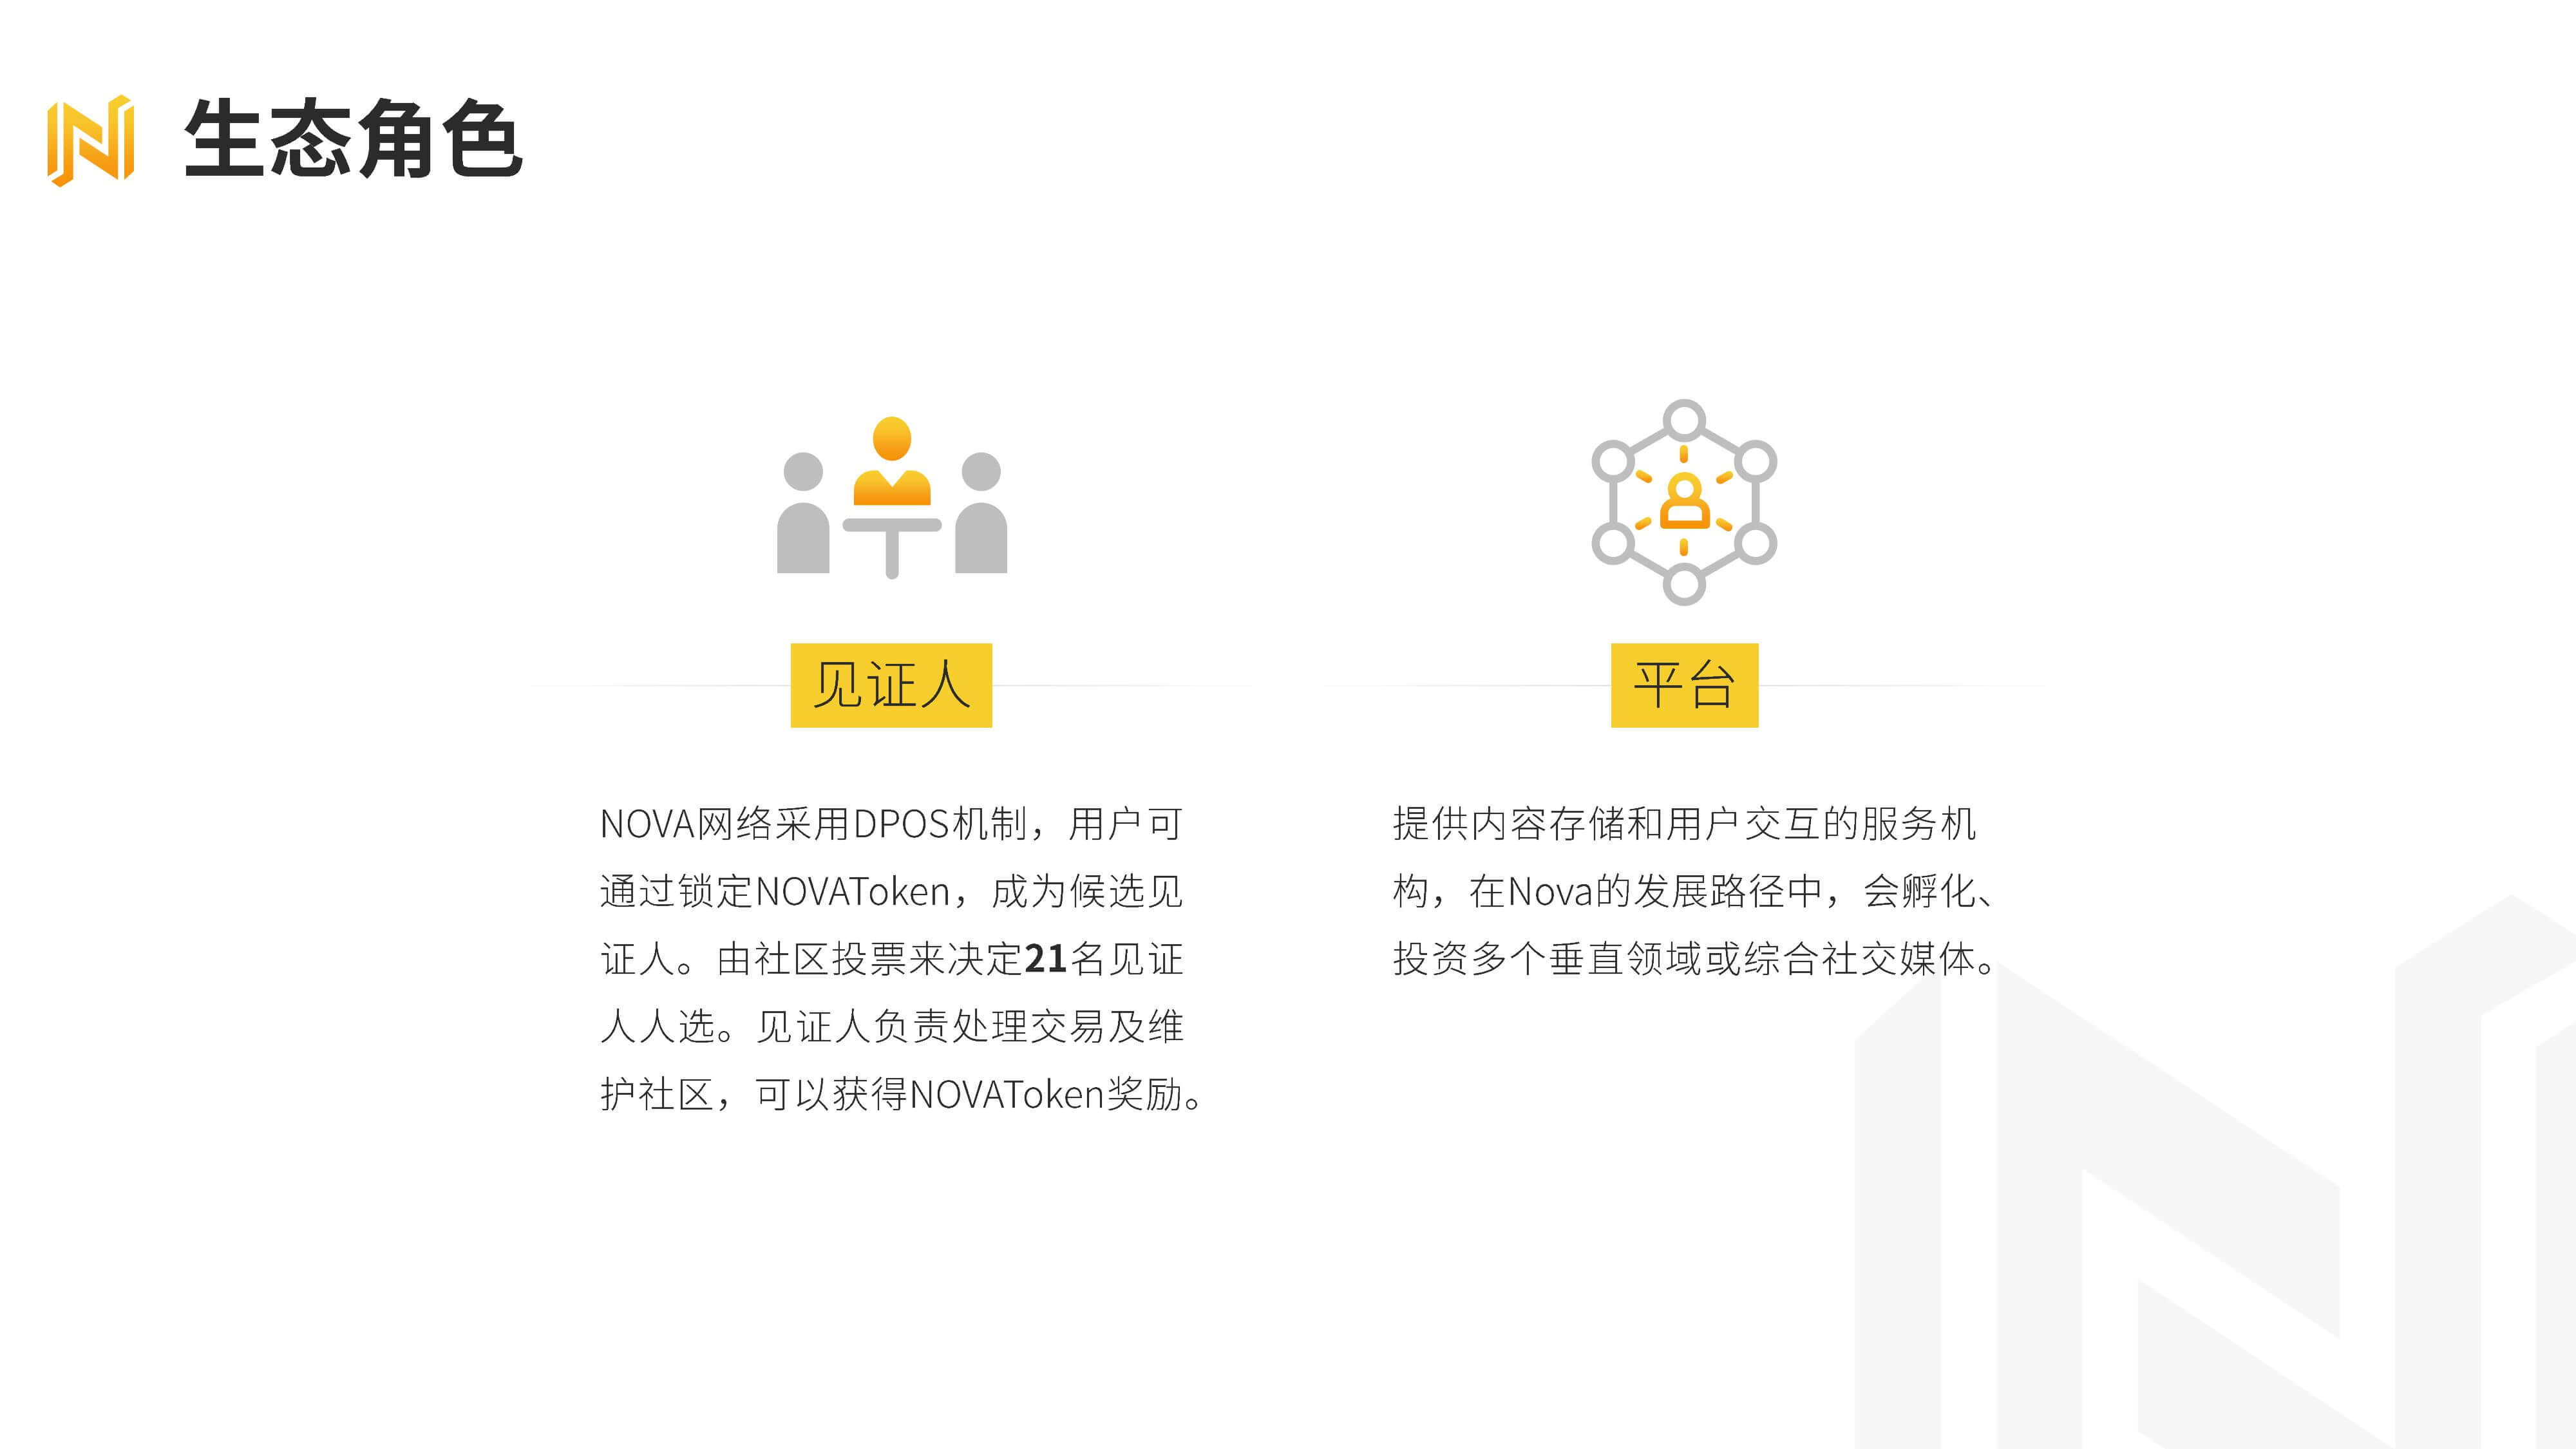 生态角色
见证人
NOVA网络采用DPOS机制，用户可
通过锁定NOVAToken，成为候选见
证人。由社区投票来决定21名见证
人人选。见证人负责处理交易及维
护社区，可以获得NOVAToken奖励。
平台
提供内容存储和用户交互的服务机
构，在Nova的发展路径中，会孵化、
投资多个垂直领域或综合社交媒体。